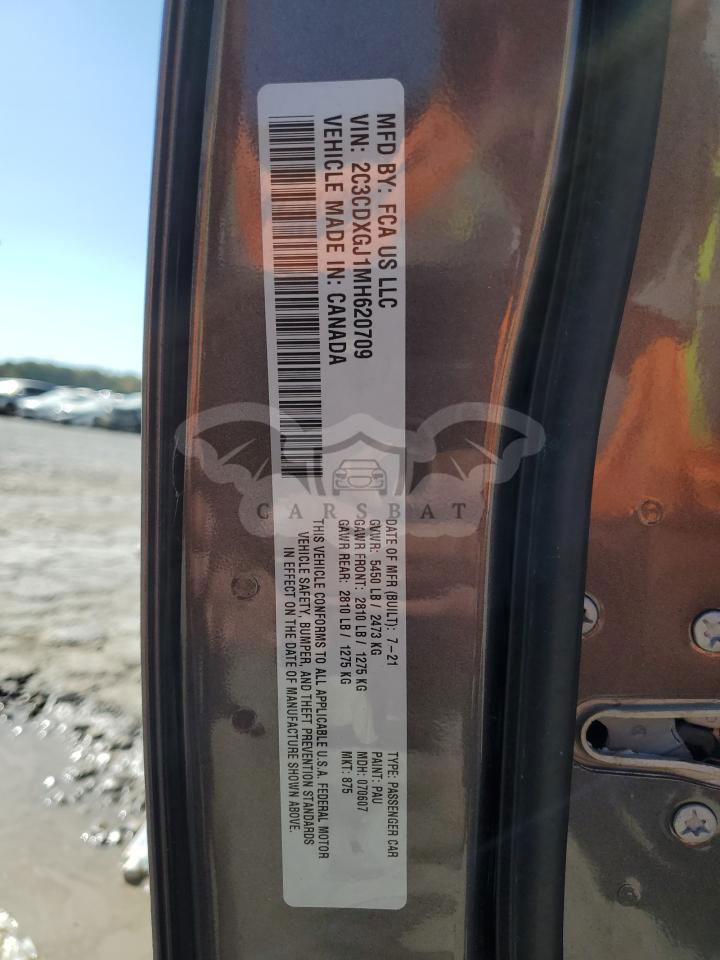 MFD BY: FCA US LLC
VIN: 2C3CDXGJ1MH620709
VEHICLE MADE IN: CANADA
DATE OF MFR (BUILT): 7-21
GVWR: 5450 LB / 2473 KG
GAWR FRONT: 2810 LB / 1275 KG
GAWR REAR: 2810 LB / 1275 KG
THIS VEHICLE CONFORMS TO ALL APPLICABLE U.S.A. FEDERAL MOTOR
VEHICLE SAFETY, BUMPER, AND THEFT PREVENTION STANDARDS
IN EFFECT ON THE DATE OF MANUFACTURE SHOWN ABOVE.
TYPE: PASSENGER CAR
PAINT: PAU
MDH: 070607
MKT: 875
CARSBAT